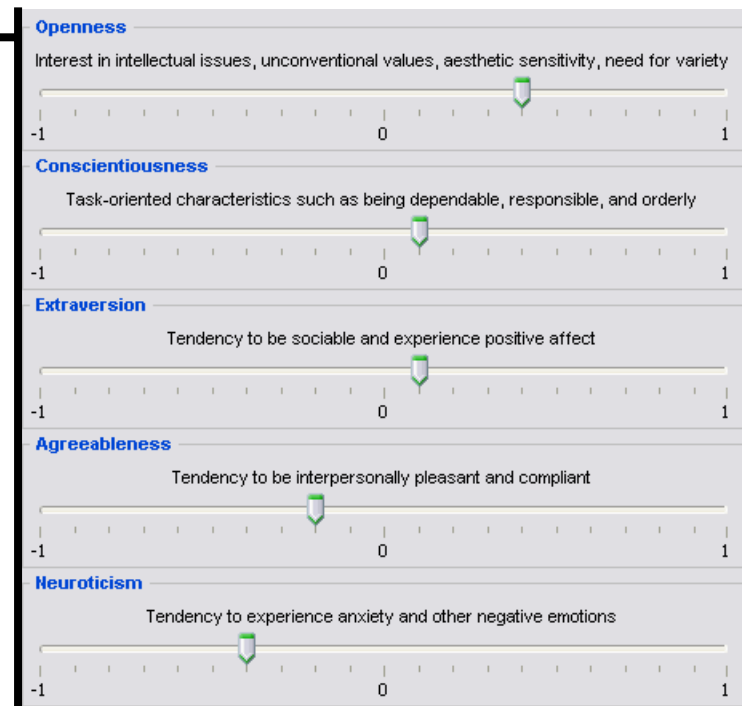 Openness
Interest in intellectual issues, unconventional values, aesthetic sensitivity, need for variety
-1 0 1
Conscientiousness
Task-oriented characteristics such as being dependable, responsible, and orderly
-1 0 1
Extraversion
Tendency to be sociable and experience positive affect
-1 0 1
Agreeableness
Tendency to be interpersonally pleasant and compliant
-1 0 1
Neuroticism
Tendency to experience anxiety and other negative emotions
-1 0 1